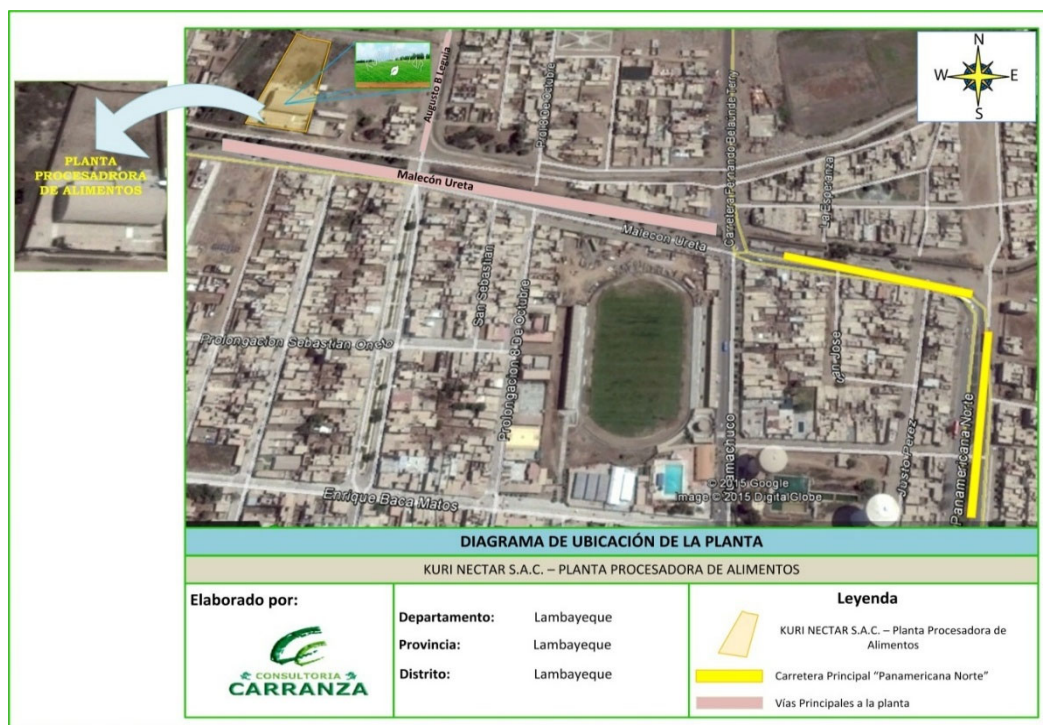 N
W E
S
PLANTA
PROCESADRORA
DE ALIMENTOS
Augusto B Leguia
Carretera Fernando Belaunde Terry
La Esperanza
Malecón Ureta
Malecon Ureta
San Sebastian
Prolongacion 8 De Octubre
Prolongacion Sebastian Oneto
San Jose
Justo Perez
Panamericana Norte
Enrique Baca Matos
© 2015 Google
Image © 2015 DigitalGlobe
DIAGRAMA DE UBICACIÓN DE LA PLANTA
KURI NECTAR S.A.C. – PLANTA PROCESADORA DE ALIMENTOS
Elaborado por:
CONSULTORIA
CARRANZA
Departamento: Lambayeque
Provincia: Lambayeque
Distrito: Lambayeque
Leyenda
KURI NECTAR S.A.C. – Planta Procesadora de
Alimentos
Carretera Principal "Panamericana Norte"
Vías Principales a la planta